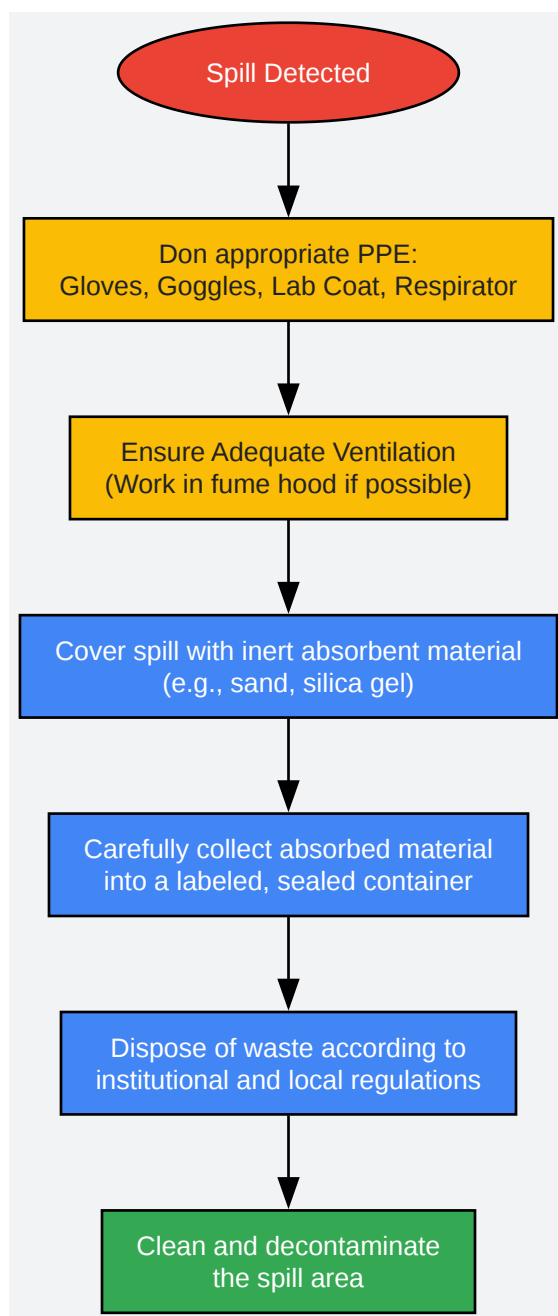 Spill Detected
Don appropriate PPE:
Gloves, Goggles, Lab Coat, Respirator
Ensure Adequate Ventilation
(Work in fume hood if possible)
Cover spill with inert absorbent material
(e.g., sand, silica gel)
Carefully collect absorbed material
into a labeled, sealed container
Dispose of waste according to
institutional and local regulations
Clean and decontaminate
the spill area